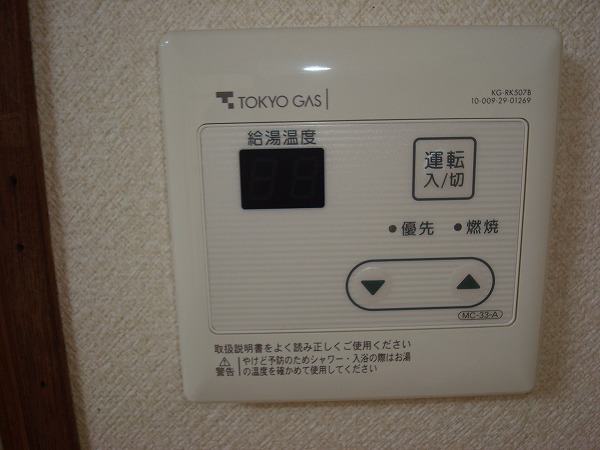 TOKYO GAS
KG-RK507B
10-009-29-01269
給湯温度
運転
入/切
優先
燃焼
MC-33-A
取扱説明書をよく読み正しくご使用ください
警告
やけど予防のためシャワー・入浴の際はお湯
の温度を確かめて使用してください